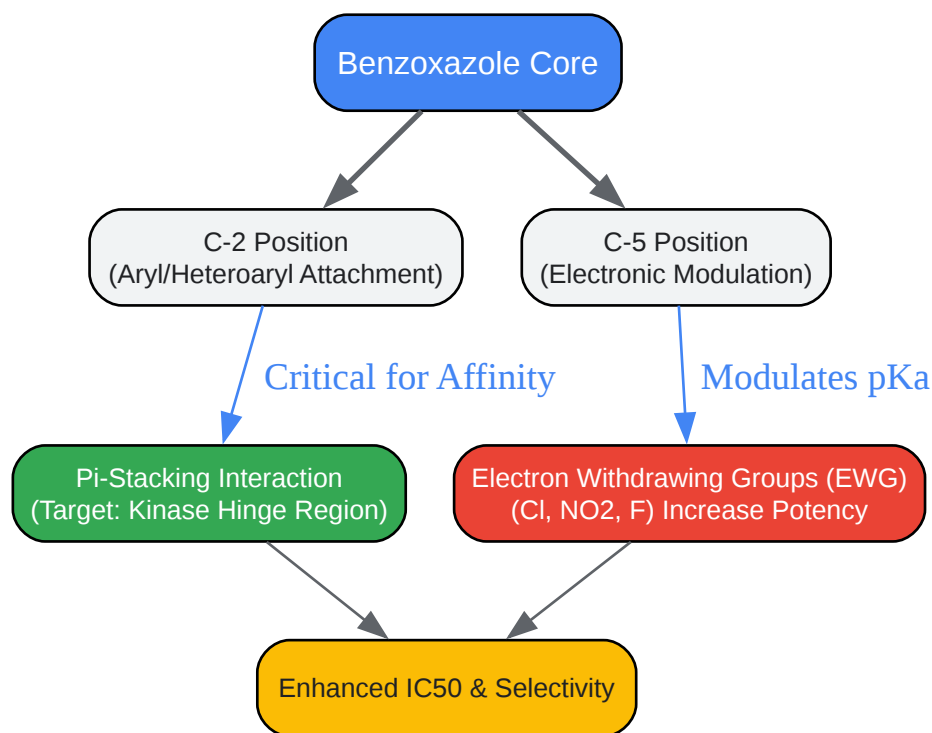 Benzoxazole Core
C-2 Position
(Aryl/Heteroaryl Attachment)
C-5 Position
(Electronic Modulation)
Critical for Affinity
Modulates pKa
Pi-Stacking Interaction
(Target: Kinase Hinge Region)
Electron Withdrawing Groups (EWG)
(Cl, NO2, F) Increase Potency
Enhanced IC50 & Selectivity